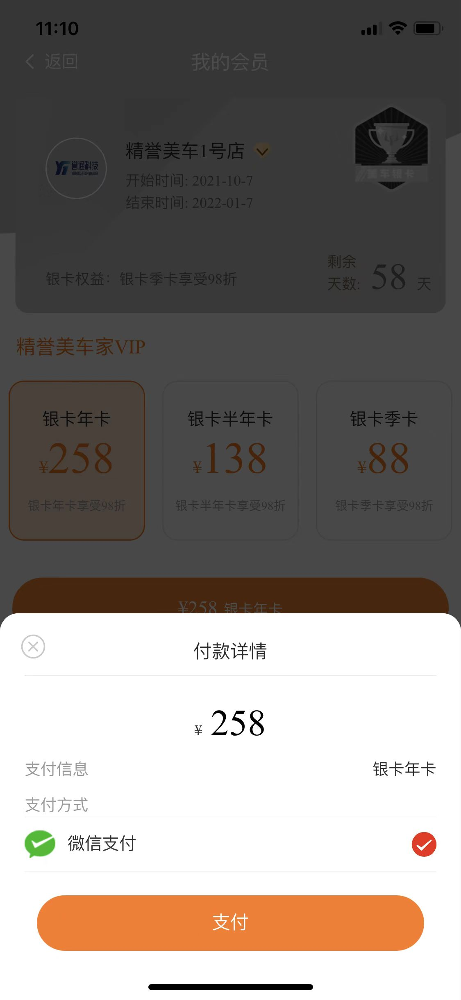 11:10
返回
我的会员
精誉美车1号店
誉通科技
YUTONG TECHNOLOGY
开始时间: 2021-10-7
结束时间: 2022-01-7
美车银卡
银卡权益：银卡季卡享受98折
剩余
天数: 58 天
精誉美车家VIP
银卡年卡
¥258
银卡年卡享受98折
银卡半年卡
¥138
银卡半年卡享受98折
银卡季卡
¥88
银卡季卡享受98折
¥258 银卡年卡
付款详情
¥ 258
支付信息 银卡年卡
支付方式
微信支付
支付